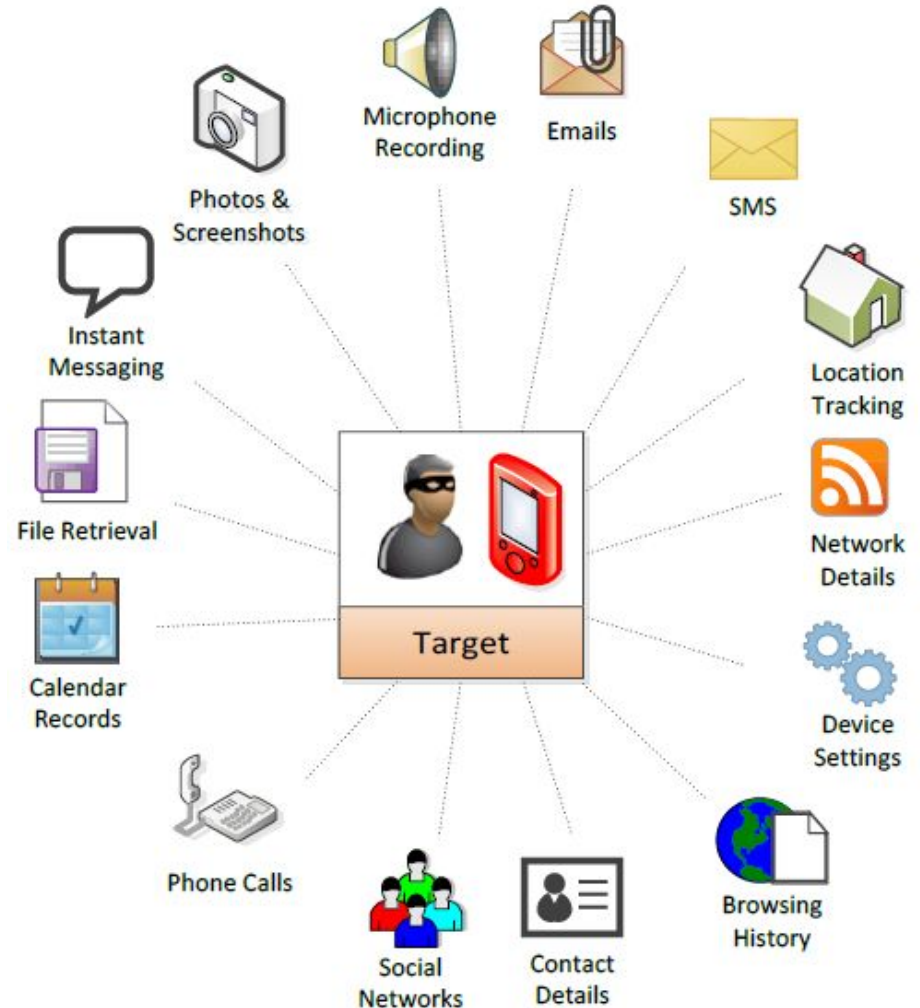 Microphone
Recording
Emails
SMS
Photos &
Screenshots
Location
Tracking
Instant
Messaging
File Retrieval
Network
Details
Target
Calendar
Records
Device
Settings
Phone Calls
Browsing
History
Social
Networks
Contact
Details